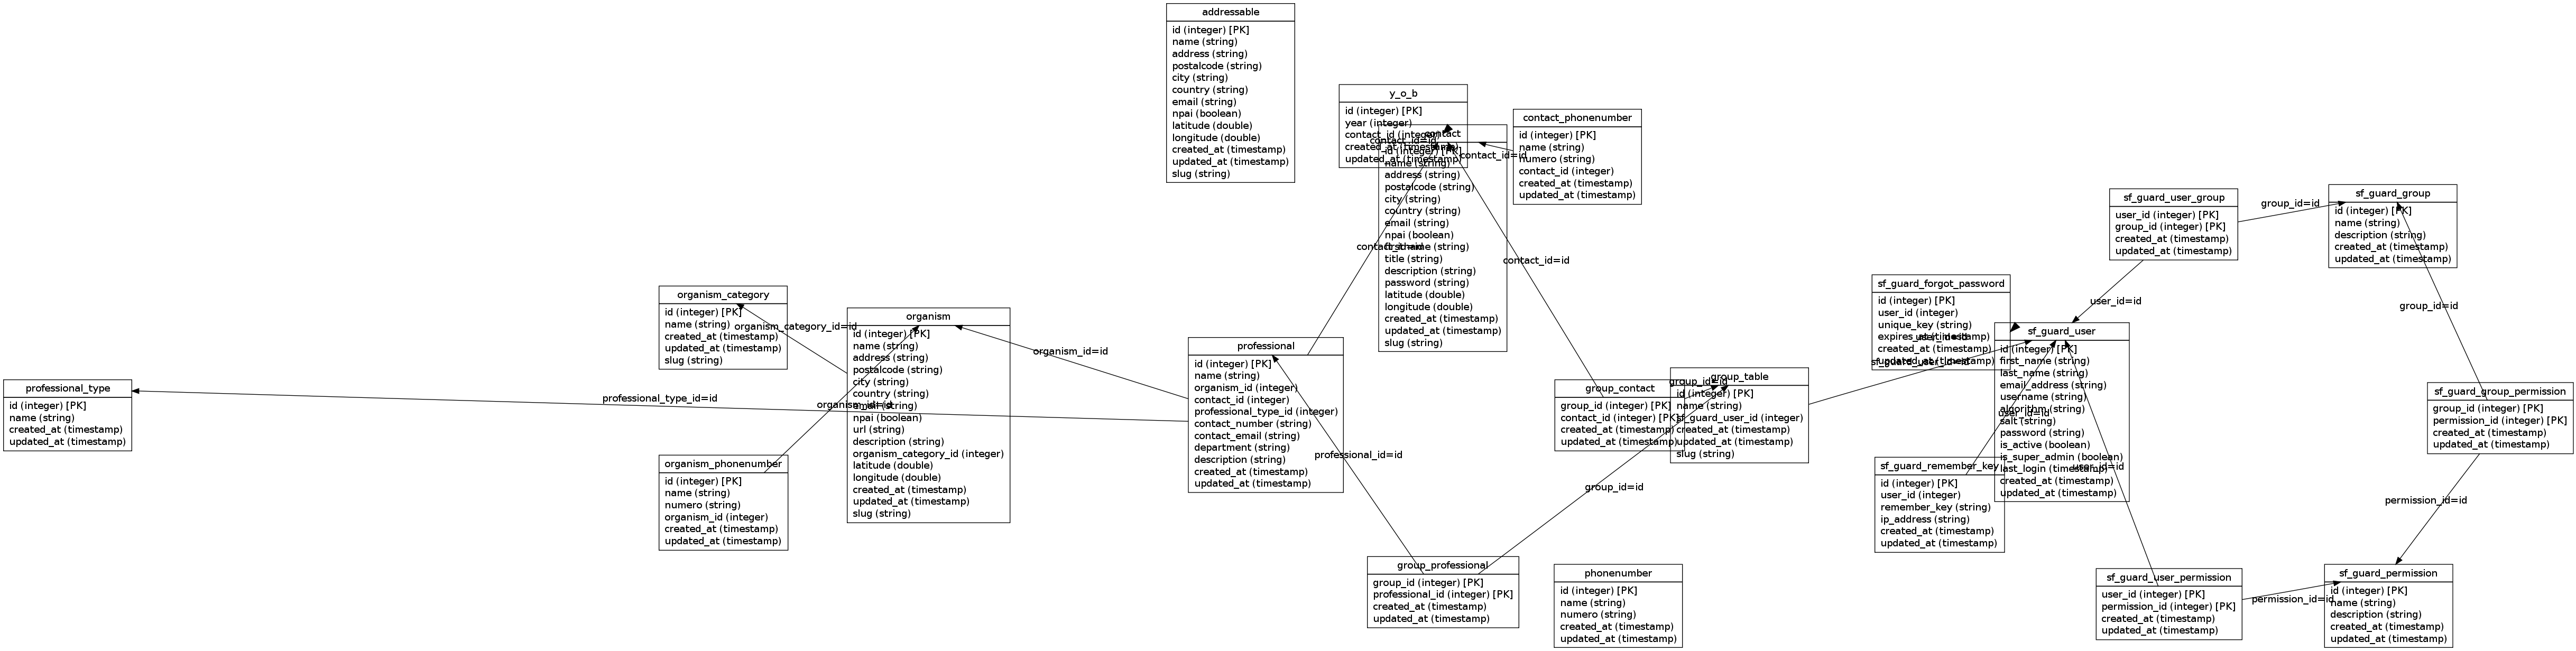 addressable
id (integer) [PK]
name (string)
address (string)
postalcode (string)
city (string)
country (string)
email (string)
npai (boolean)
latitude (double)
longitude (double)
created_at (timestamp)
updated_at (timestamp)
slug (string)
y_o_b
id (integer) [PK]
year (integer)
contact_id (integer)
created_at (timestamp)
updated_at (timestamp)
contact_id=id
contact
id (integer) [PK]
name (string)
address (string)
postalcode (string)
city (string)
country (string)
email (string)
npai (boolean)
firstname (string)
title (string)
description (string)
password (string)
latitude (double)
longitude (double)
created_at (timestamp)
updated_at (timestamp)
slug (string)
contact_phonenumber
id (integer) [PK]
name (string)
numero (string)
contact_id (integer)
created_at (timestamp)
updated_at (timestamp)
contact_id=id
contact_id=id
contact_id=id
sf_guard_user_group
user_id (integer) [PK]
group_id (integer) [PK]
created_at (timestamp)
updated_at (timestamp)
group_id=id
user_id=id
sf_guard_group
id (integer) [PK]
name (string)
description (string)
created_at (timestamp)
updated_at (timestamp)
group_id=id
organism_category
id (integer) [PK]
name (string)
created_at (timestamp)
updated_at (timestamp)
slug (string)
organism_category_id=id
organism
id (integer) [PK]
name (string)
address (string)
postalcode (string)
city (string)
country (string)
email (string)
npai (boolean)
url (string)
description (string)
organism_category_id (integer)
latitude (double)
longitude (double)
created_at (timestamp)
updated_at (timestamp)
slug (string)
organism_id=id
professional
id (integer) [PK]
name (string)
organism_id (integer)
contact_id (integer)
professional_type_id (integer)
contact_number (string)
contact_email (string)
department (string)
description (string)
created_at (timestamp)
updated_at (timestamp)
professional_type
id (integer) [PK]
name (string)
created_at (timestamp)
updated_at (timestamp)
professional_type_id=id
organism_id=id
organism_phonenumber
id (integer) [PK]
name (string)
numero (string)
organism_id (integer)
created_at (timestamp)
updated_at (timestamp)
professional_id=id
group_contact
group_id (integer) [PK]
contact_id (integer) [PK]
created_at (timestamp)
updated_at (timestamp)
group_id=id
group_table
id (integer) [PK]
name (string)
sf_guard_user_id (integer)
created_at (timestamp)
updated_at (timestamp)
slug (string)
group_id=id
sf_guard_forgot_password
id (integer) [PK]
user_id (integer)
unique_key (string)
expires_at (timestamp)
created_at (timestamp)
updated_at (timestamp)
user_id=id
sf_guard_user_id=id
sf_guard_user
id (integer) [PK]
first_name (string)
last_name (string)
email_address (string)
username (string)
algorithm (string)
salt (string)
password (string)
is_active (boolean)
is_super_admin (boolean)
last_login (timestamp)
created_at (timestamp)
updated_at (timestamp)
user_id=id
user_id=id
sf_guard_remember_key
id (integer) [PK]
user_id (integer)
remember_key (string)
ip_address (string)
created_at (timestamp)
updated_at (timestamp)
sf_guard_group_permission
group_id (integer) [PK]
permission_id (integer) [PK]
created_at (timestamp)
updated_at (timestamp)
permission_id=id
group_professional
group_id (integer) [PK]
professional_id (integer) [PK]
created_at (timestamp)
updated_at (timestamp)
phonenumber
id (integer) [PK]
name (string)
numero (string)
created_at (timestamp)
updated_at (timestamp)
sf_guard_user_permission
user_id (integer) [PK]
permission_id (integer) [PK]
created_at (timestamp)
updated_at (timestamp)
permission_id=id
sf_guard_permission
id (integer) [PK]
name (string)
description (string)
created_at (timestamp)
updated_at (timestamp)